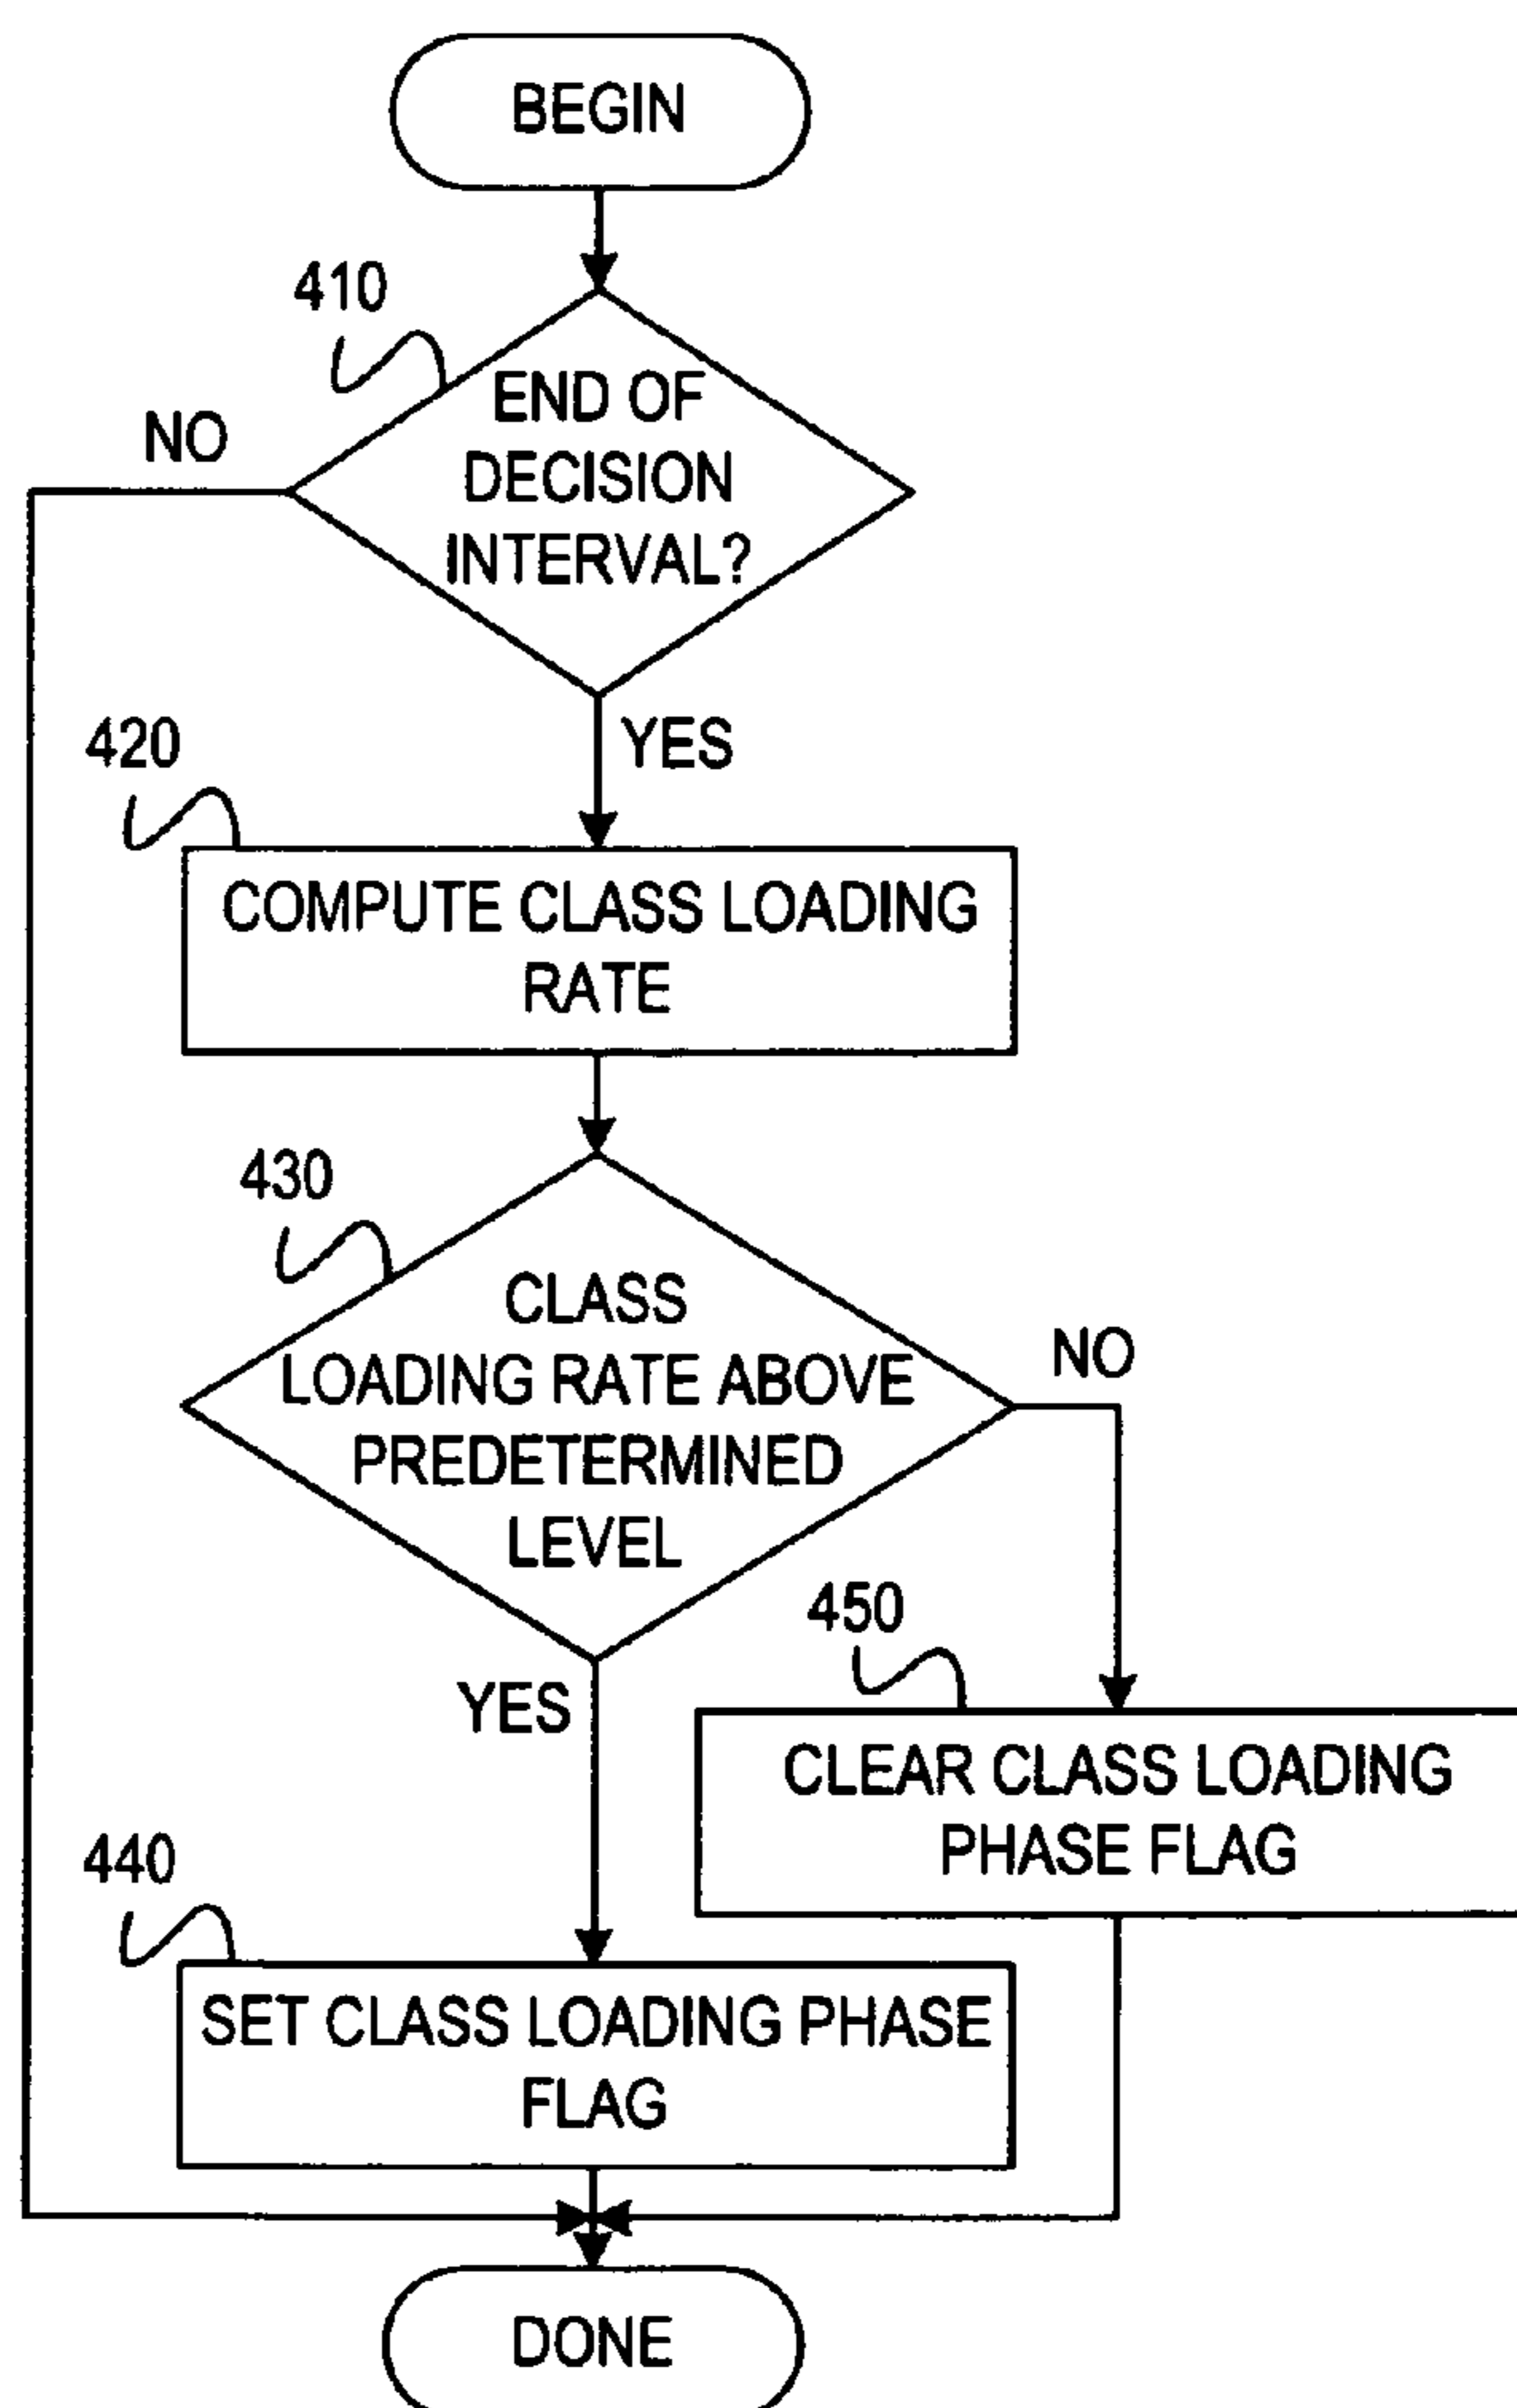 BEGIN
410
END OF
DECISION
INTERVAL?
NO
YES
420
COMPUTE CLASS LOADING
RATE
430
CLASS
LOADING RATE ABOVE
PREDETERMINED
LEVEL
NO
YES
450
CLEAR CLASS LOADING
PHASE FLAG
440
SET CLASS LOADING PHASE
FLAG
DONE